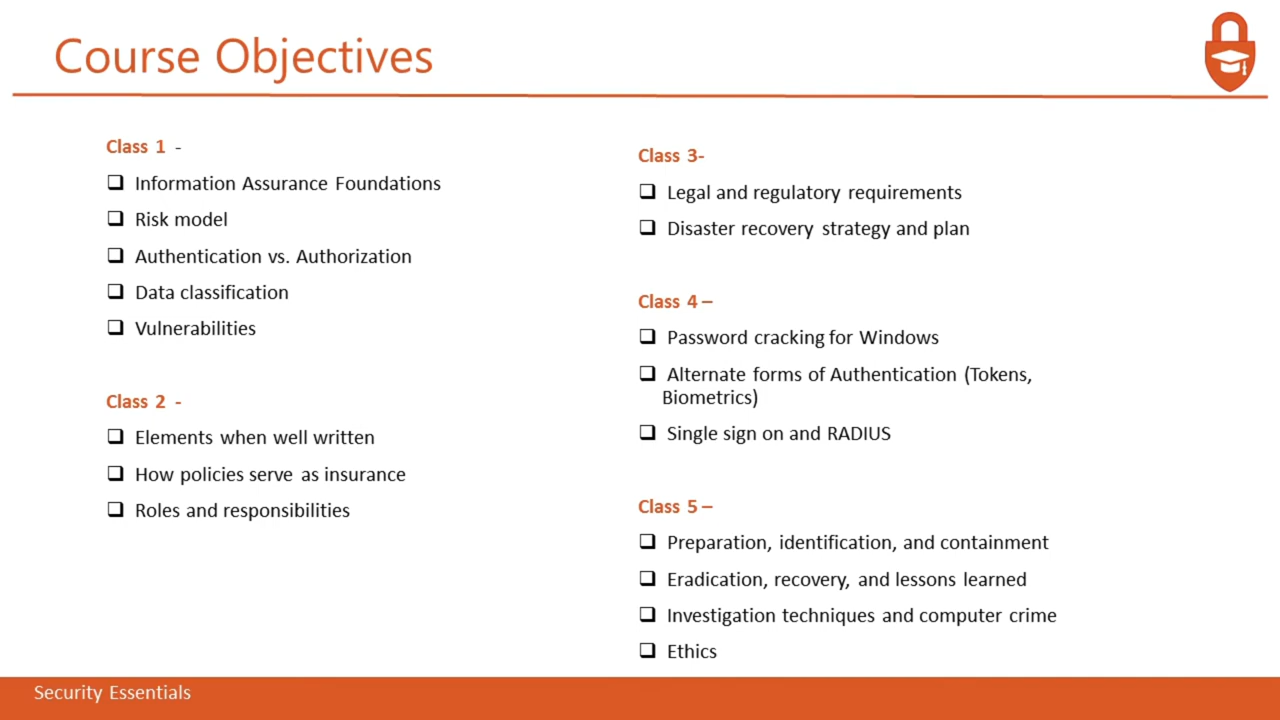 Course Objectives
Class 1 -
❑ Information Assurance Foundations
❑ Risk model
❑ Authentication vs. Authorization
❑ Data classification
❑ Vulnerabilities
Class 2 -
❑ Elements when well written
❑ How policies serve as insurance
❑ Roles and responsibilities
Class 3-
❑ Legal and regulatory requirements
❑ Disaster recovery strategy and plan
Class 4 –
❑ Password cracking for Windows
❑ Alternate forms of Authentication (Tokens,
Biometrics)
❑ Single sign on and RADIUS
Class 5 –
❑ Preparation, identification, and containment
❑ Eradication, recovery, and lessons learned
❑ Investigation techniques and computer crime
❑ Ethics
Security Essentials